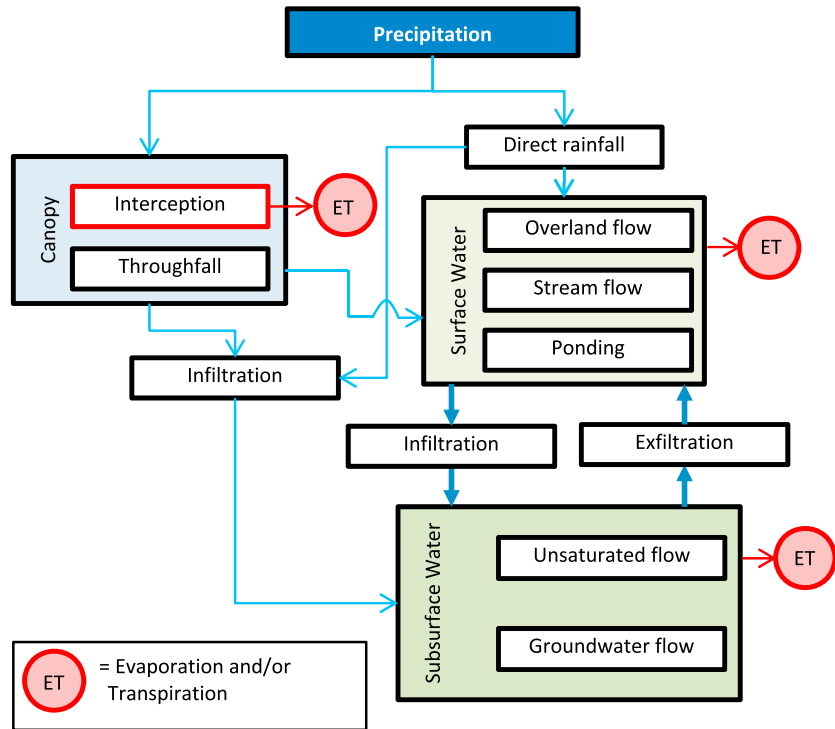 Precipitation
Direct rainfall
Canopy
Interception
ET
Throughfall
Surface Water
Overland flow
Stream flow
Ponding
ET
Infiltration
Infiltration
Exfiltration
Subsurface Water
Unsaturated flow
Groundwater flow
ET
ET
= Evaporation and/or
Transpiration